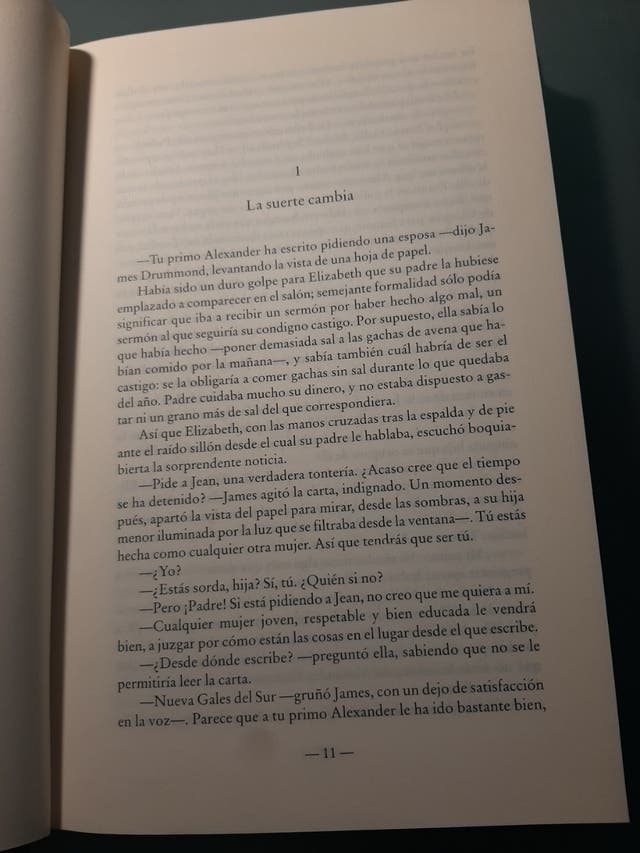 1
La suerte cambia
—Tu primo Alexander ha escrito pidiendo una esposa —dijo Ja-
mes Drummond, levantando la vista de una hoja de papel.
Había sido un duro golpe para Elizabeth que su padre la hubiese
emplazado a comparecer en el salón; semejante formalidad sólo podía
significar que iba a recibir un sermón por haber hecho algo mal, un
sermón al que seguiría su condigno castigo. Por supuesto, ella sabía lo
que había hecho —poner demasiada sal a las gachas de avena que ha-
bían comido por la mañana—, y sabía también cuál habría de ser el
castigo: se la obligaría a comer gachas sin sal durante lo que quedaba
del año. Padre cuidaba mucho su dinero, y no estaba dispuesto a gas-
tar ni un grano más de sal del que correspondiera.
Así que Elizabeth, con las manos cruzadas tras la espalda y de pie
ante el raído sillón desde el cual su padre le hablaba, escuchó boquia-
bierta la sorprendente noticia.
—Pide a Jean, una verdadera tontería. ¿Acaso cree que el tiempo
se ha detenido? —James agitó la carta, indignado. Un momento des-
pués, apartó la vista del papel para mirar, desde las sombras, a su hija
menor iluminada por la luz que se filtraba desde la ventana—. Tú estás
hecha como cualquier otra mujer. Así que tendrás que ser tú.
—¿Yo?
—¿Estás sorda, hija? Sí, tú. ¿Quién si no?
—Pero ¡Padre! Si está pidiendo a Jean, no creo que me quiera a mí.
—Cualquier mujer joven, respetable y bien educada le vendrá
bien, a juzgar por cómo están las cosas en el lugar desde el que escribe.
—¿Desde dónde escribe? —preguntó ella, sabiendo que no se le
permitiría leer la carta.
—Nueva Gales del Sur —gruñó James, con un dejo de satisfacción
en la voz—. Parece que a tu primo Alexander le ha ido bastante bien,
— 11 —